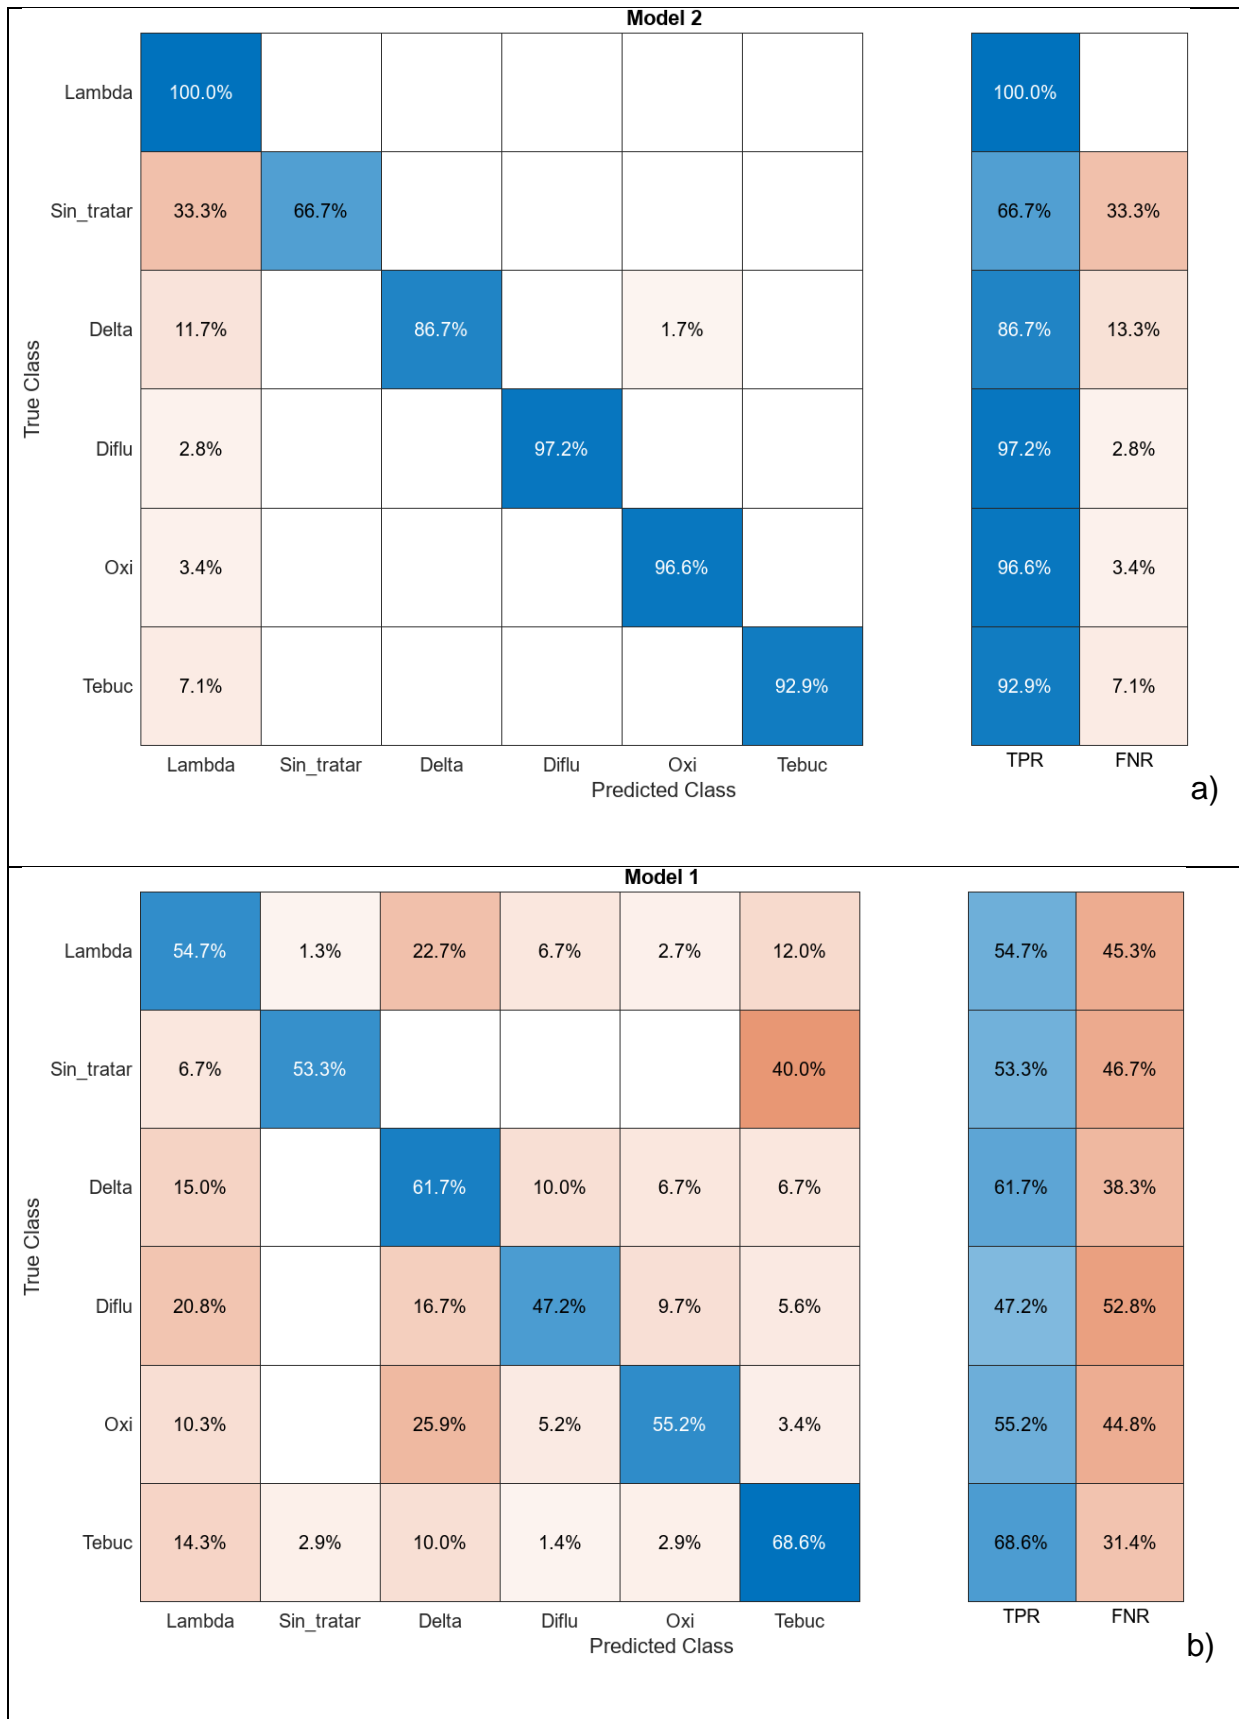 Model 2
Lambda 100.0% 100.0%
Sin_tratar 33.3% 66.7% 66.7% 33.3%
Delta 11.7% 86.7% 1.7% 86.7% 13.3%
Diflu 2.8% 97.2% 97.2% 2.8%
Oxi 3.4% 96.6% 96.6% 3.4%
Tebuc 7.1% 92.9% 92.9% 7.1%
True Class
Lambda Sin_tratar Delta Diflu Oxi Tebuc TPR FNR
Predicted Class
a)
Model 1
Lambda 54.7% 1.3% 22.7% 6.7% 2.7% 12.0% 54.7% 45.3%
Sin_tratar 6.7% 53.3% 40.0% 53.3% 46.7%
Delta 15.0% 61.7% 10.0% 6.7% 6.7% 61.7% 38.3%
Diflu 20.8% 16.7% 47.2% 9.7% 5.6% 47.2% 52.8%
Oxi 10.3% 25.9% 5.2% 55.2% 3.4% 55.2% 44.8%
Tebuc 14.3% 2.9% 10.0% 1.4% 2.9% 68.6% 68.6% 31.4%
True Class
Lambda Sin_tratar Delta Diflu Oxi Tebuc TPR FNR
Predicted Class
b)